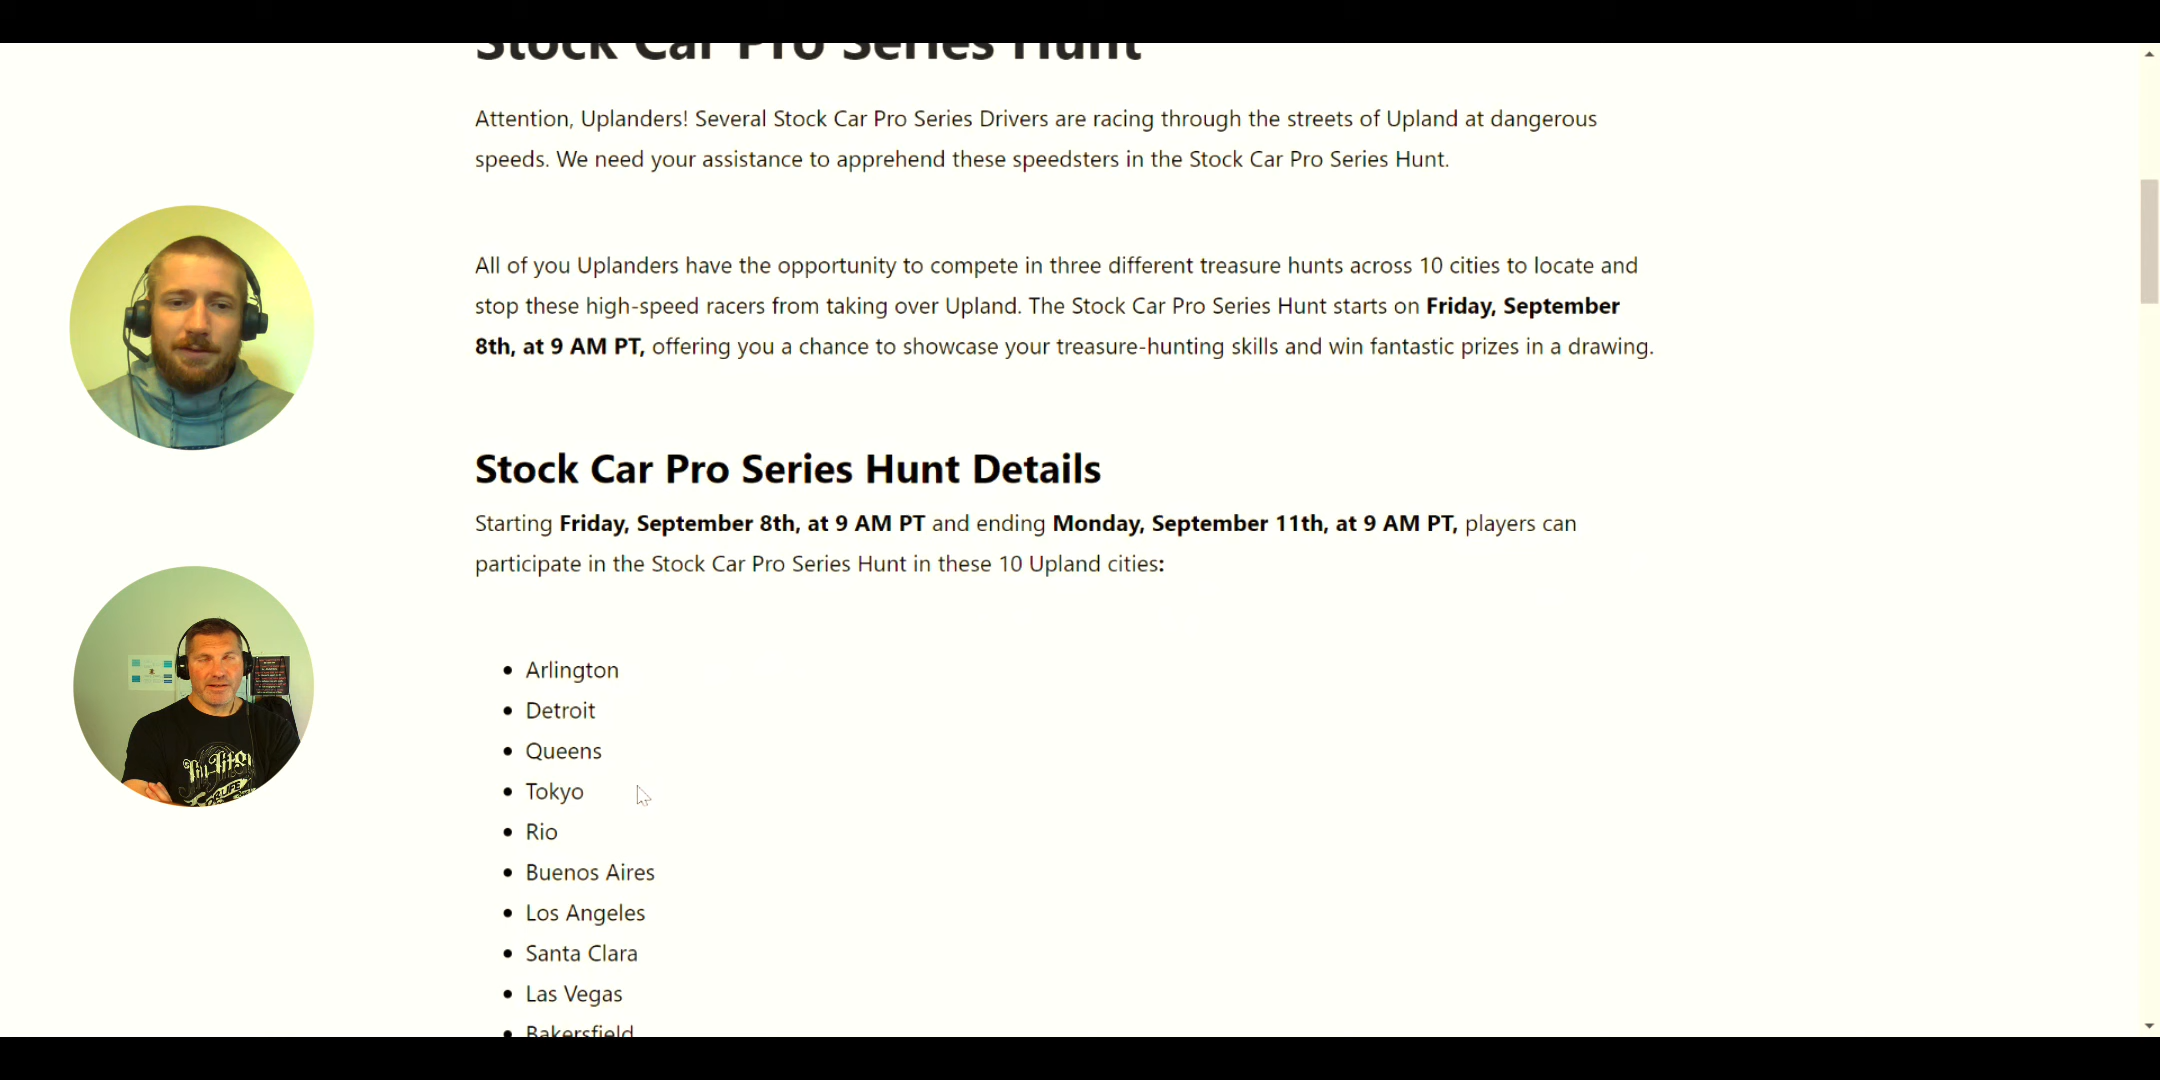 Stock Car Pro Series Hunt
Attention, Uplanders! Several Stock Car Pro Series Drivers are racing through the streets of Upland at dangerous
speeds. We need your assistance to apprehend these speedsters in the Stock Car Pro Series Hunt.
All of you Uplanders have the opportunity to compete in three different treasure hunts across 10 cities to locate and
stop these high-speed racers from taking over Upland. The Stock Car Pro Series Hunt starts on Friday, September
8th, at 9 AM PT, offering you a chance to showcase your treasure-hunting skills and win fantastic prizes in a drawing.
Stock Car Pro Series Hunt Details
Starting Friday, September 8th, at 9 AM PT and ending Monday, September 11th, at 9 AM PT, players can
participate in the Stock Car Pro Series Hunt in these 10 Upland cities:
• Arlington
• Detroit
• Queens
• Tokyo
• Rio
• Buenos Aires
• Los Angeles
• Santa Clara
• Las Vegas
• Bakersfield